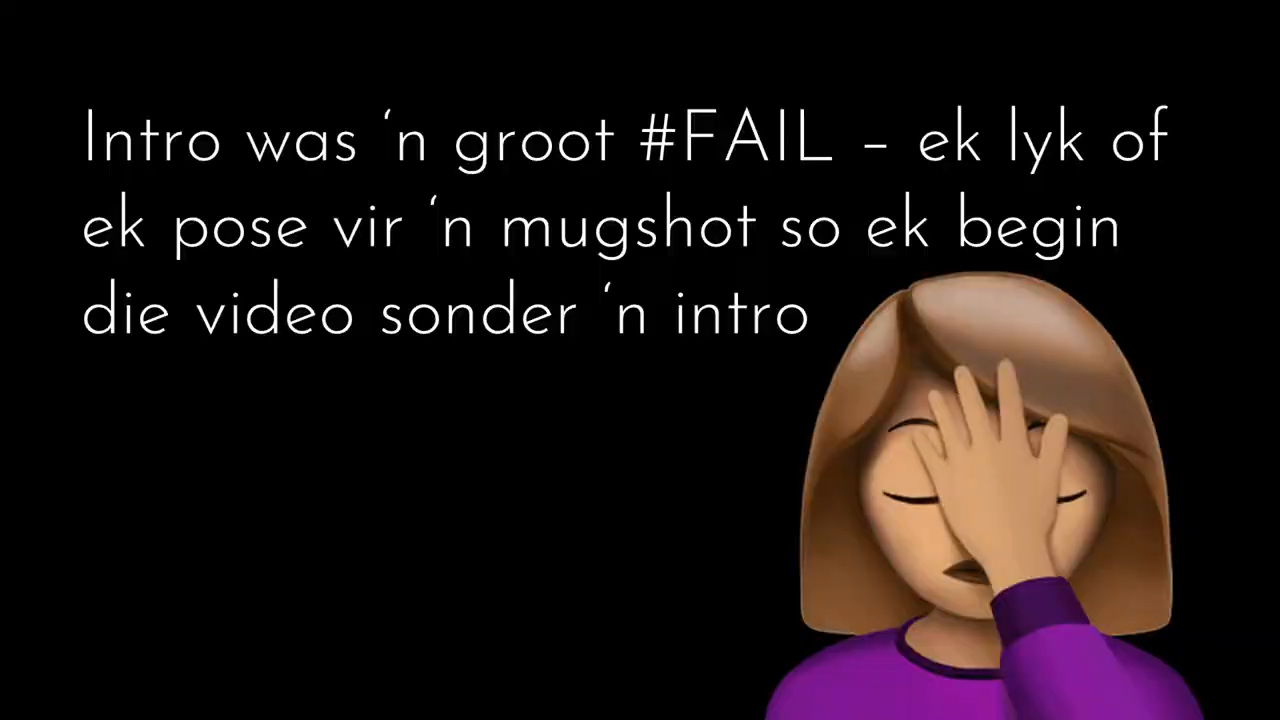 Intro was ‘n groot #FAIL – ek lyk of
ek pose vir ‘n mugshot so ek begin
die video sonder ‘n intro